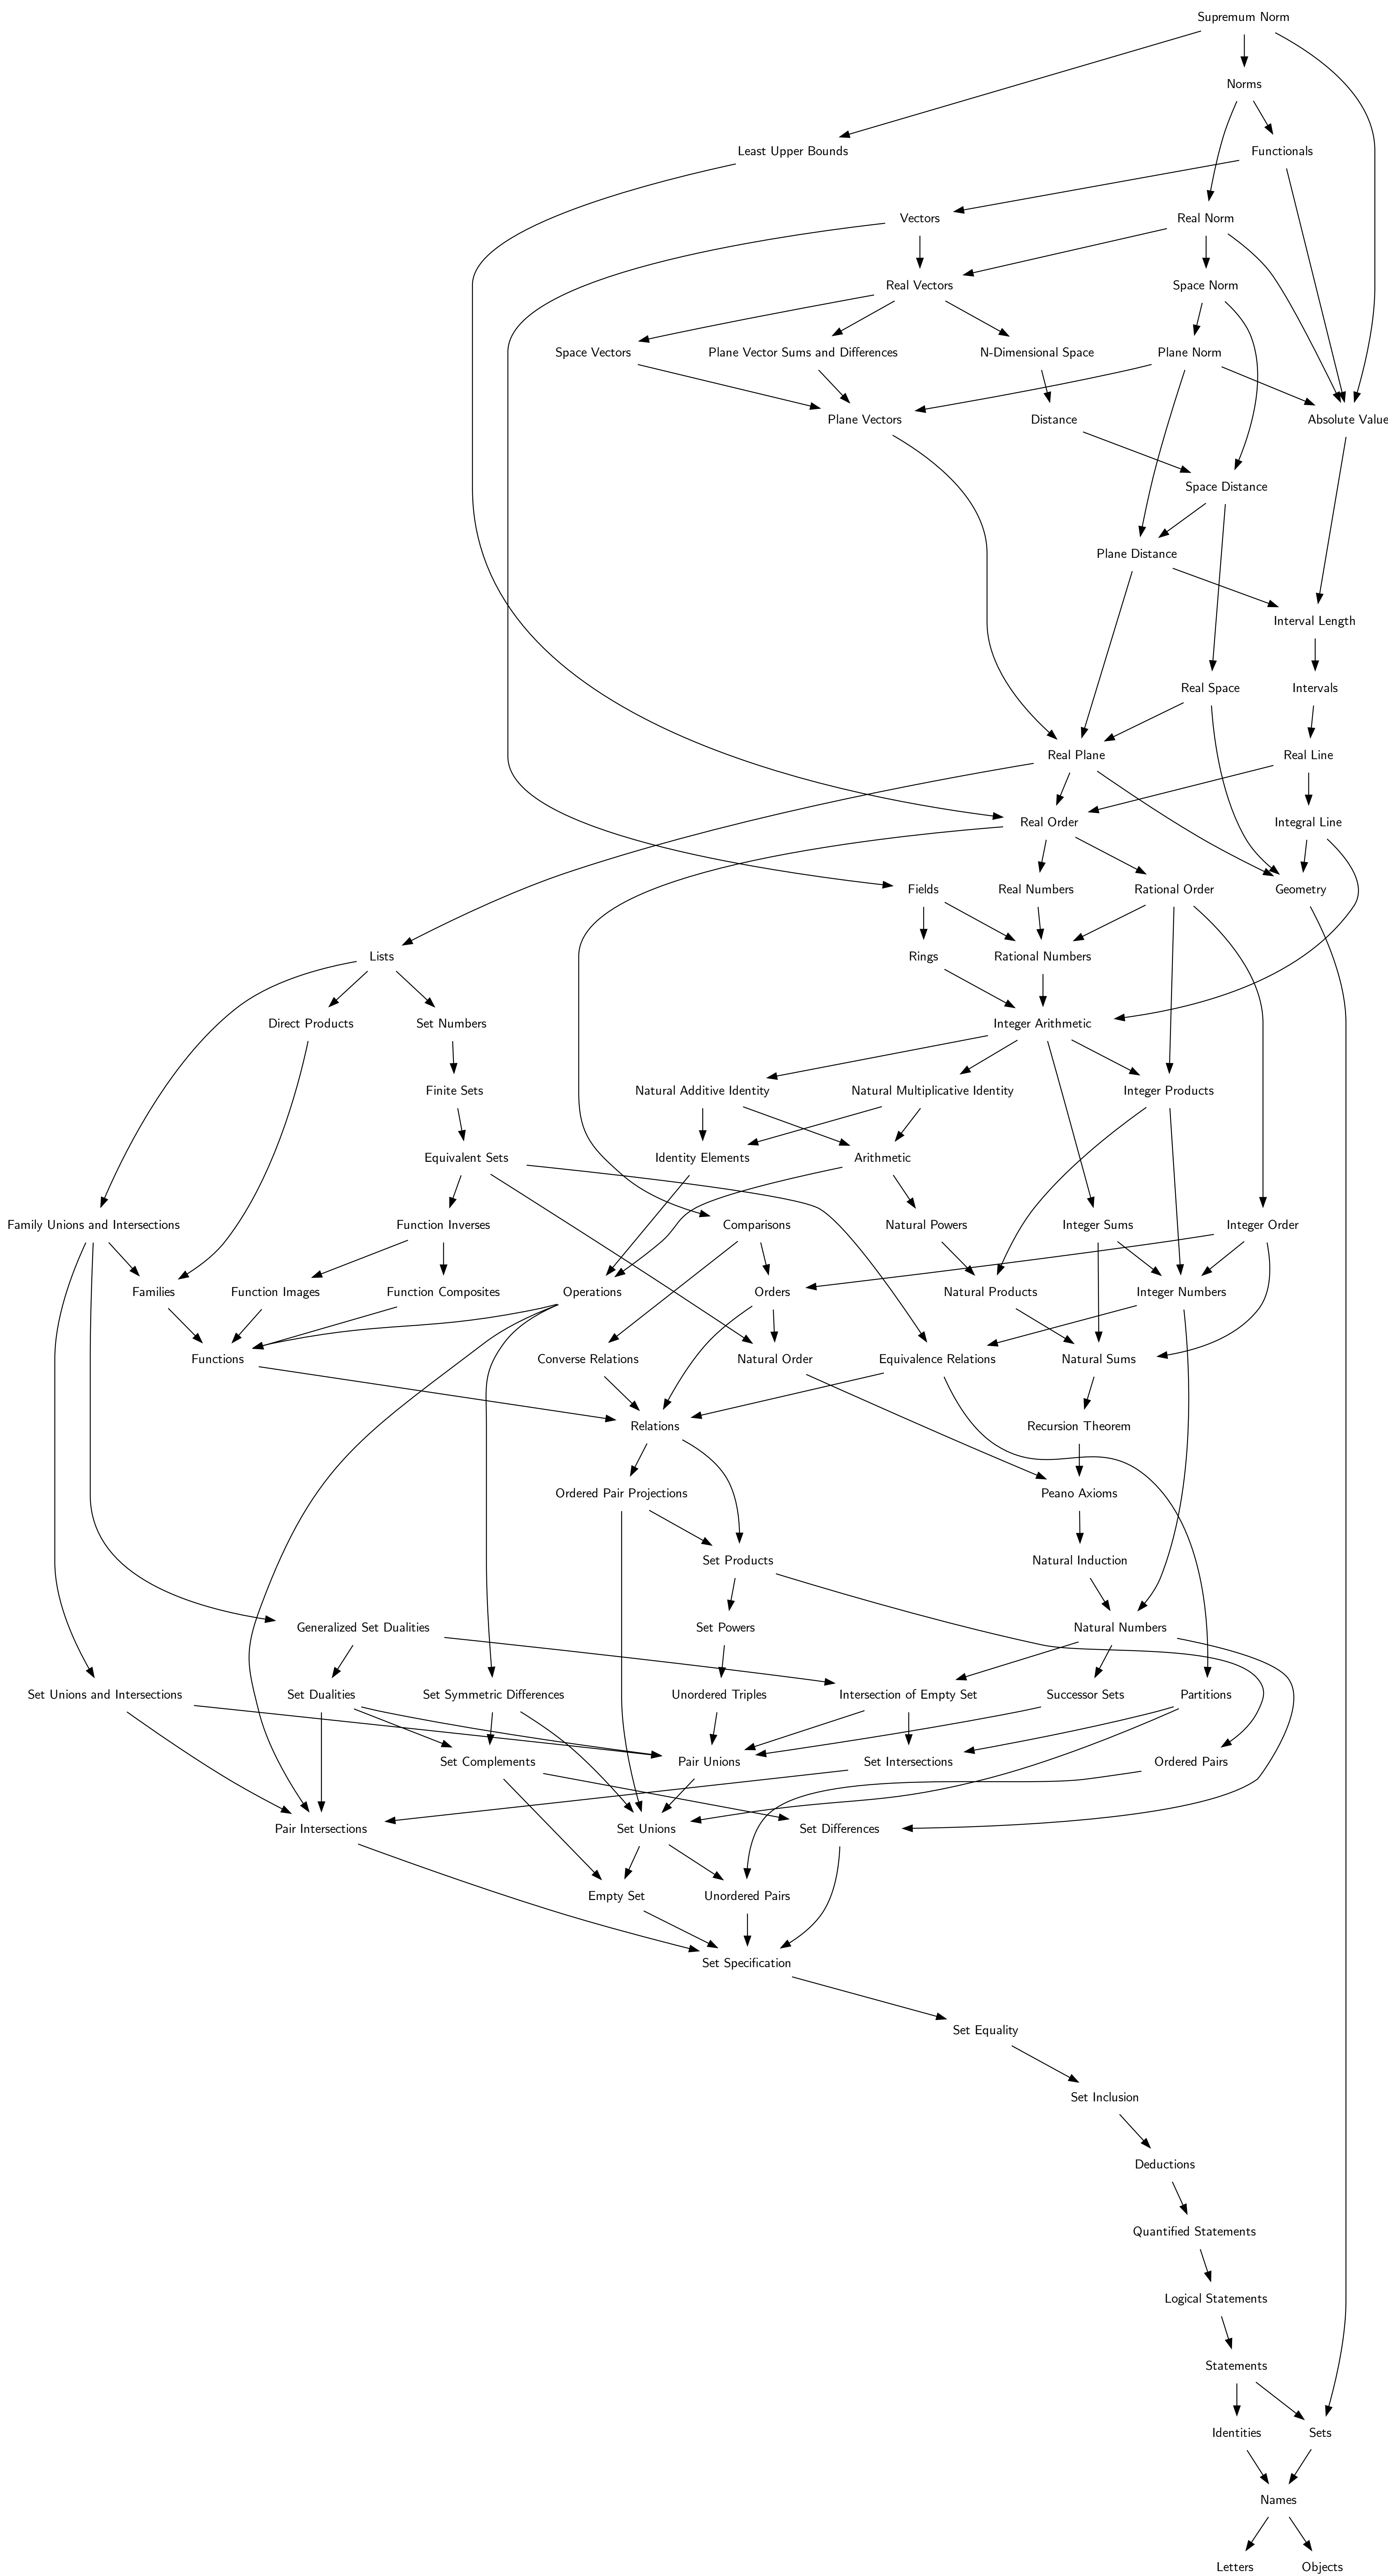 Supremum Norm
Norms
Least Upper Bounds
Functionals
Vectors
Real Norm
Real Vectors
Space Norm
Space Vectors
Plane Vector Sums and Differences
N-Dimensional Space
Plane Norm
Plane Vectors
Distance
Absolute Value
Space Distance
Plane Distance
Interval Length
Real Space
Intervals
Real Plane
Real Line
Real Order
Integral Line
Fields
Real Numbers
Rational Order
Geometry
Lists
Rings
Rational Numbers
Direct Products
Set Numbers
Integer Arithmetic
Finite Sets
Natural Additive Identity
Natural Multiplicative Identity
Integer Products
Equivalent Sets
Identity Elements
Arithmetic
Family Unions and Intersections
Function Inverses
Comparisons
Natural Powers
Integer Sums
Integer Order
Families
Function Images
Function Composites
Operations
Orders
Natural Products
Integer Numbers
Functions
Converse Relations
Natural Order
Equivalence Relations
Natural Sums
Relations
Recursion Theorem
Ordered Pair Projections
Peano Axioms
Set Products
Natural Induction
Generalized Set Dualities
Set Powers
Natural Numbers
Set Unions and Intersections
Set Dualities
Set Symmetric Differences
Unordered Triples
Intersection of Empty Set
Successor Sets
Partitions
Set Complements
Pair Unions
Set Intersections
Ordered Pairs
Pair Intersections
Set Unions
Set Differences
Empty Set
Unordered Pairs
Set Specification
Set Equality
Set Inclusion
Deductions
Quantified Statements
Logical Statements
Statements
Identities
Sets
Names
Letters
Objects